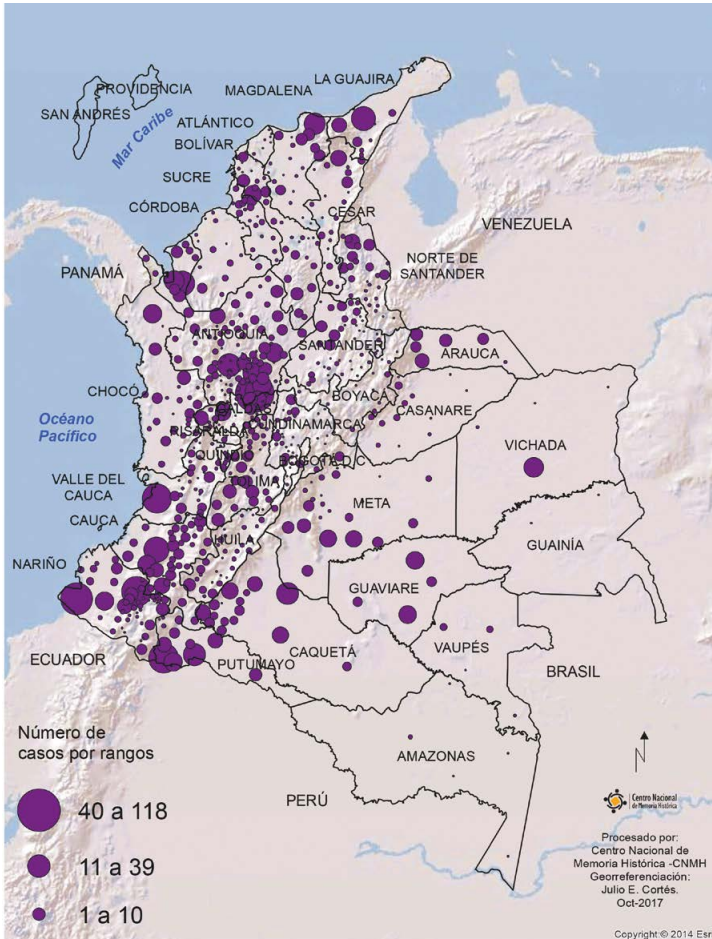 LA GUAJIRA
MAGDALENA
PROVIDENCIA
SAN ANDRÉS
Mar Caribe
ATLÁNTICO
BOLÍVAR
SUCRE
CÓRDOBA
CESAR
VENEZUELA
NORTE DE
SANTANDER
PANAMÁ
ANTIOQUIA
SANTANDER
ARAUCA
CHOCÓ
BOYACÁ
CASANARE
CALDAS
CUNDINAMARCA
RISARALDA
Océano
Pacífico
VICHADA
QUINDÍO
BOGOTÁ D.C
TOLIMA
VALLE DEL
CAUCA
META
CAUCA
HUILA
GUAINÍA
NARIÑO
GUAVIARE
VAUPÉS
CAQUETÁ
ECUADOR
PUTUMAYO
BRASIL
AMAZONAS
PERÚ
Número de
casos por rangos
40 a 118
11 a 39
1 a 10
N
Centro Nacional
de Memoria Histórica
Procesado por:
Centro Nacional de
Memoria Histórica -CNMH
Georreferenciación:
Julio E. Cortés.
Oct-2017
Copyright:© 2014 Esr